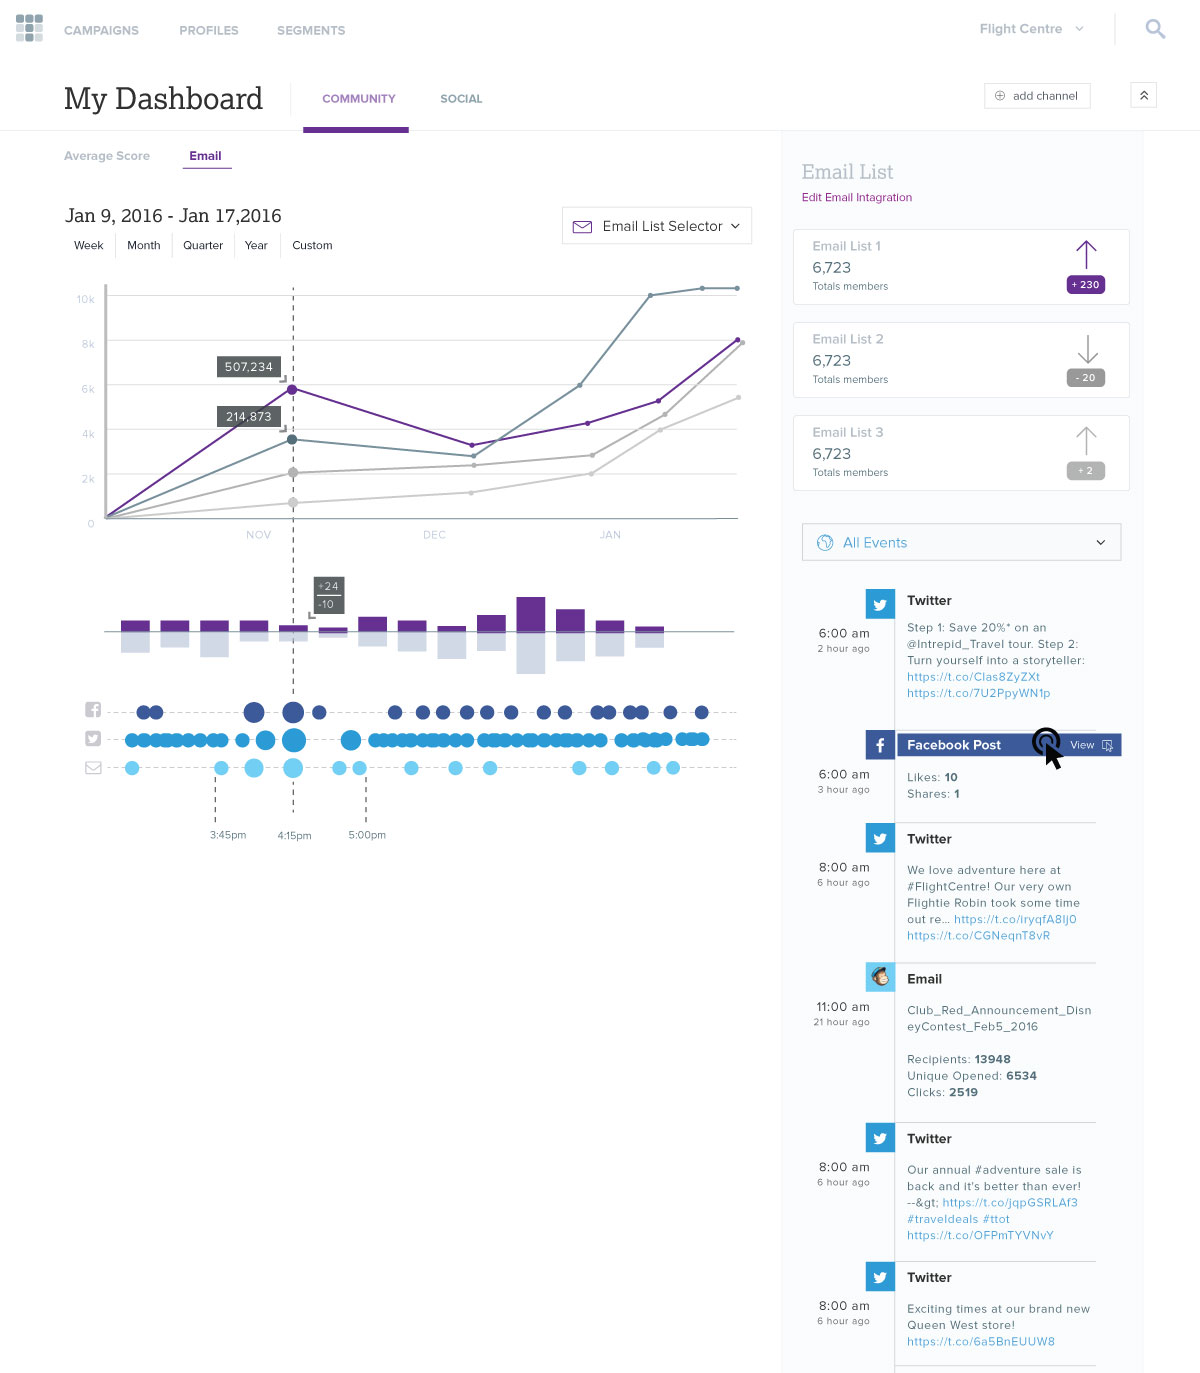 CAMPAIGNS PROFILES SEGMENTS Flight Centre
My Dashboard COMMUNITY SOCIAL add channel
Average Score Email
Jan 9, 2016 - Jan 17,2016
Week Month Quarter Year Custom
Email List Selector
10k
8k
6k
4k
2k
0
507,234
214,873
NOV DEC JAN
+24
-10
3:45pm 4:15pm 5:00pm
Email List
Edit Email Intagration
Email List 1
6,723
Totals members
+ 230
Email List 2
6,723
Totals members
- 20
Email List 3
6,723
Totals members
+ 2
All Events
Twitter
6:00 am
2 hour ago
Step 1: Save 20%* on an
@Intrepid_Travel tour. Step 2:
Turn yourself into a storyteller:
https://t.co/Clas8ZyZXt
https://t.co/7U2PpyWN1p
Facebook Post View
6:00 am
3 hour ago
Likes: 10
Shares: 1
Twitter
8:00 am
6 hour ago
We love adventure here at
#FlightCentre! Our very own
Flightie Robin took some time
out re... https://t.co/iryqfA8Ij0
https://t.co/CGNeqnT8vR
Email
11:00 am
21 hour ago
Club_Red_Announcement_Disn
eyContest_Feb5_2016
Recipients: 13948
Unique Opened: 6534
Clicks: 2519
Twitter
8:00 am
6 hour ago
Our annual #adventure sale is
back and it's better than ever!
--&gt; https://t.co/jqpGSRLAf3
#traveldeals #ttot
https://t.co/OFPmTYVNvY
Twitter
8:00 am
6 hour ago
Exciting times at our brand new
Queen West store!
https://t.co/6a5BnEUUW8